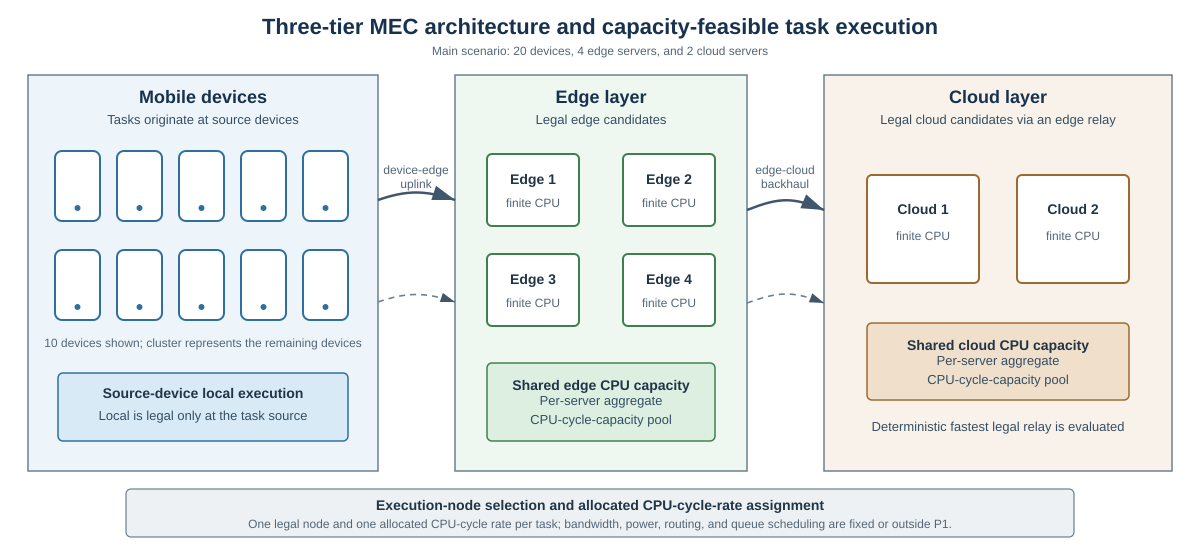 Three-tier MEC architecture and capacity-feasible task execution
Main scenario: 20 devices, 4 edge servers, and 2 cloud servers
Mobile devices
Tasks originate at source devices
10 devices shown; cluster represents the remaining devices
Source-device local execution
Local is legal only at the task source
device-edge
uplink
Edge layer
Legal edge candidates
Edge 1
finite CPU
Edge 2
finite CPU
Edge 3
finite CPU
Edge 4
finite CPU
Shared edge CPU capacity
Per-server aggregate
CPU-cycle-capacity pool
edge-cloud
backhaul
Cloud layer
Legal cloud candidates via an edge relay
Cloud 1
finite CPU
Cloud 2
finite CPU
Shared cloud CPU capacity
Per-server aggregate
CPU-cycle-capacity pool
Deterministic fastest legal relay is evaluated
Execution-node selection and allocated CPU-cycle-rate assignment
One legal node and one allocated CPU-cycle rate per task; bandwidth, power, routing, and queue scheduling are fixed or outside P1.